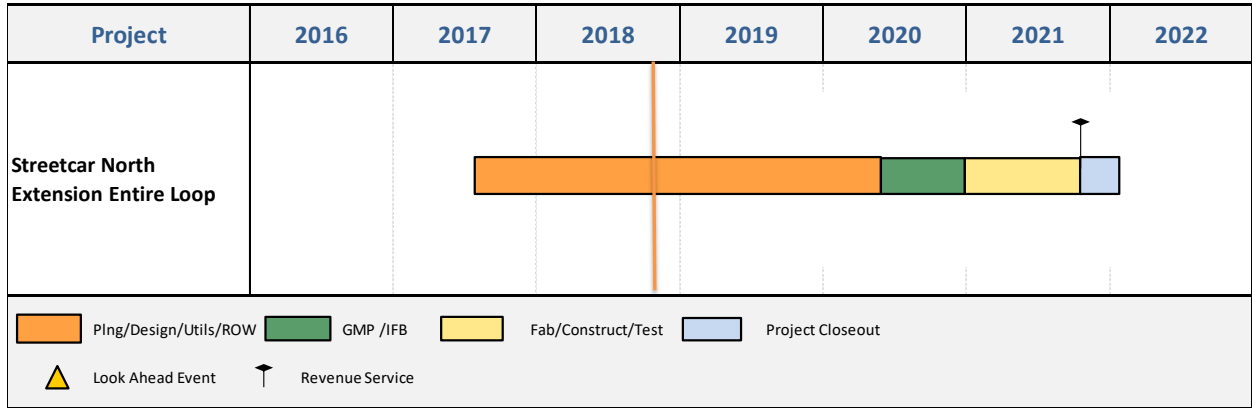 Project 2016 2017 2018 2019 2020 2021 2022
Streetcar North
Extension Entire Loop
Plng/Design/Utils/ROW GMP /IFB Fab/Construct/Test Project Closeout
Look Ahead Event Revenue Service